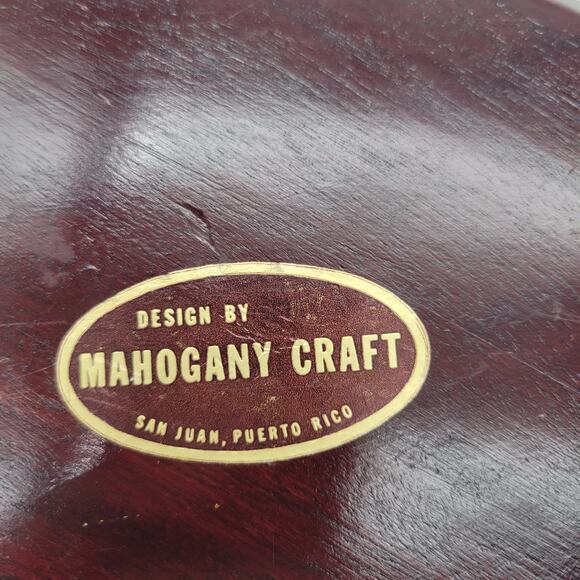 DESIGN BY
MAHOGANY CRAFT
SAN JUAN, PUERTO RICO